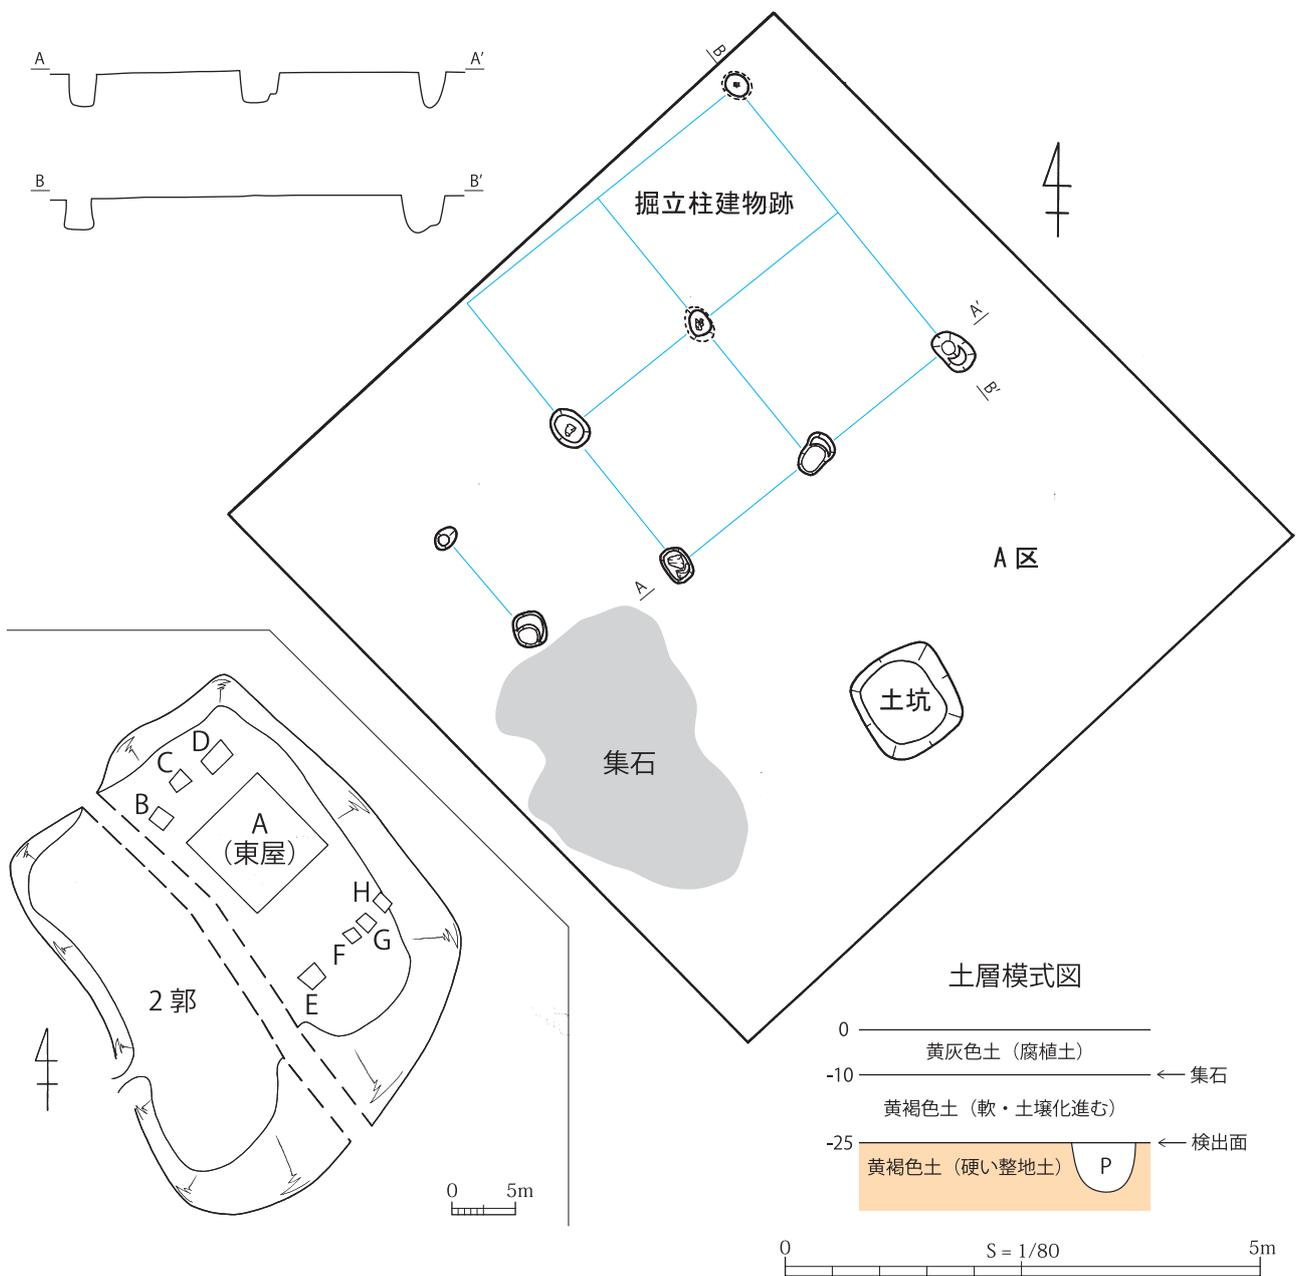 A
A′
B
B′
B
掘立柱建物跡
A′
B′
A
A 区
集石
土坑
D
C
B
A
（東屋）
H
G
F
E
2 郭
0
5m
土層模式図
0
黄灰色土（腐植土）
-10
集石
黄褐色土（軟・土壌化進む）
-25
検出面
黄褐色土（硬い整地土）
P
0
S = 1/80
5m